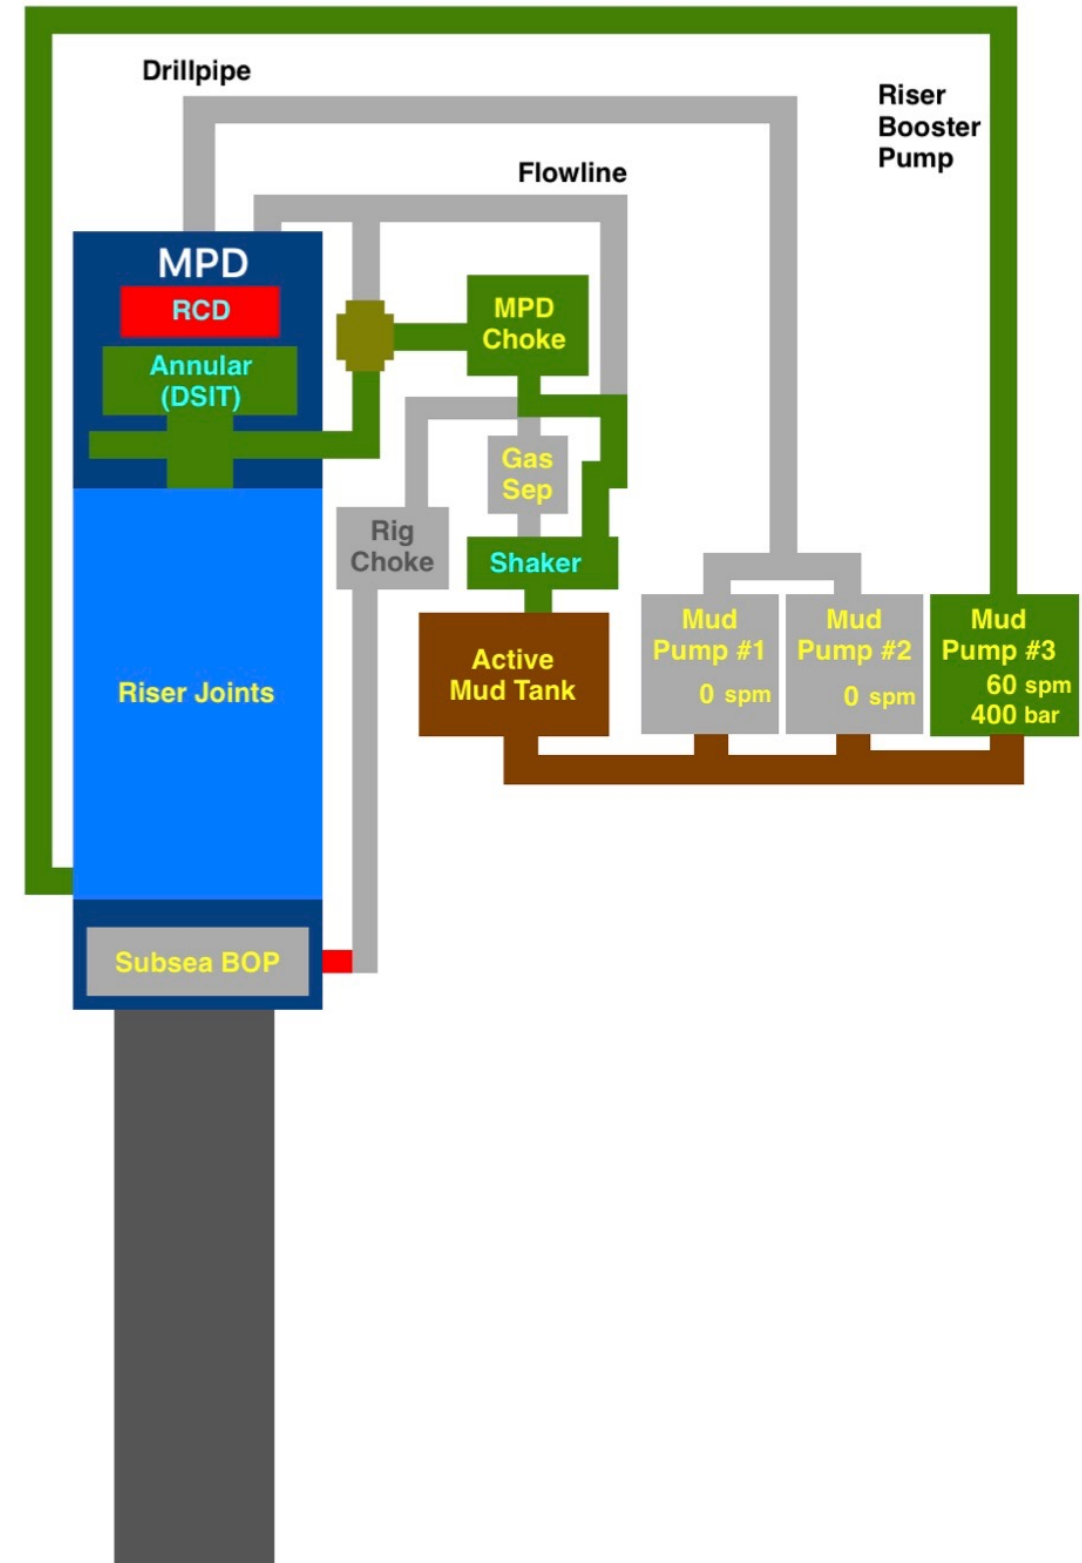 Drillpipe
Riser
Booster
Pump
Flowline
MPD
RCD
Annular
(DSIT)
MPD
Choke
Gas
Sep
Rig
Choke
Shaker
Active
Mud Tank
Mud
Pump #1
0 spm
Mud
Pump #2
0 spm
Mud
Pump #3
60 spm
400 bar
Riser Joints
Subsea BOP